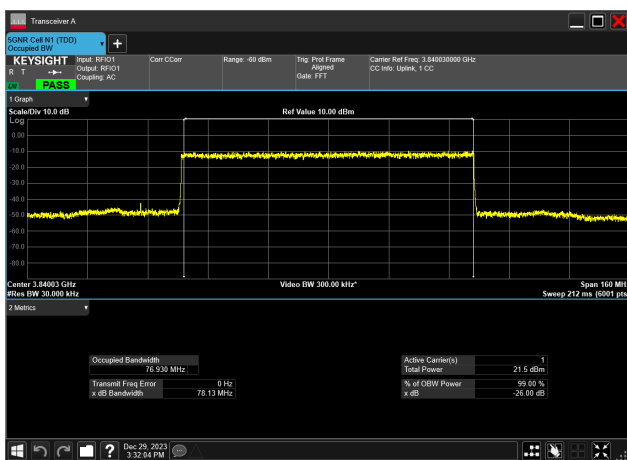 Transceiver A
5GNR Cell N1 (TDD)
Occupied BW
+
KEYSIGHT
R T
PASS
Input: RFIO1
Output: RFIO1
Coupling: AC
Corr CCorr
Range: -60 dBm
Trig: Prot Frame
Aligned
Gate: FFT
Carrier Ref Freq: 3.840030000 GHz
CC Info: Uplink, 1 CC
1 Graph
Scale/Div 10.0 dB
Ref Value 10.00 dBm
Log
0.00
-10.0
-20.0
-30.0
-40.0
-50.0
-60.0
-70.0
-80.0
Center 3.84003 GHz
Video BW 300.00 kHz*
Span 160 MH
#Res BW 30.000 kHz
Sweep 212 ms (6001 pts
2 Metrics
Occupied Bandwidth
76.930 MHz
Active Carrier(s) 1
Total Power 21.5 dBm
Transmit Freq Error 0 Hz
x dB Bandwidth 78.13 MHz
% of OBW Power 99.00 %
x dB -26.00 dB
?
Dec 29, 2023
3:32:04 PM